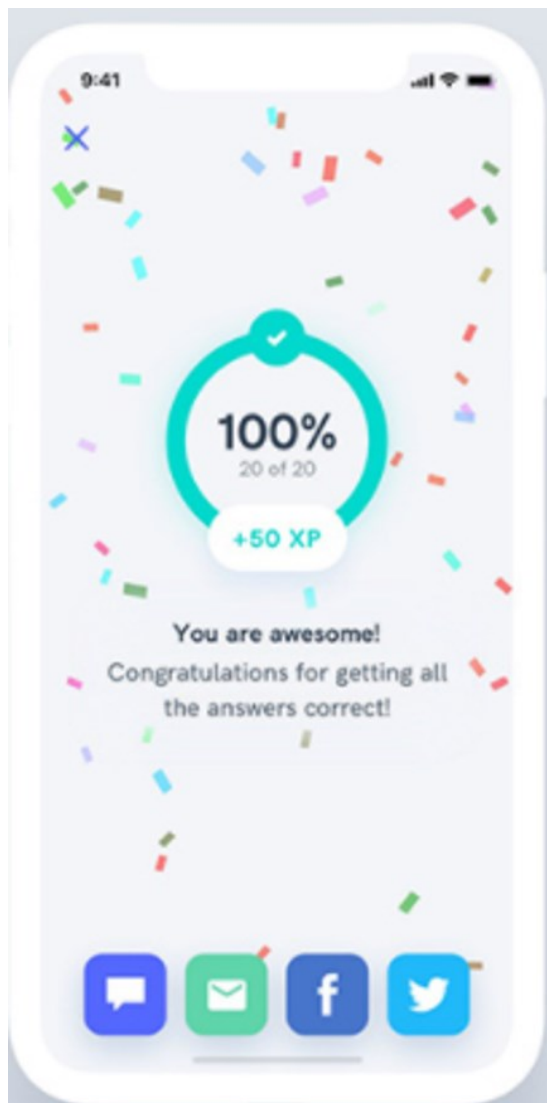 9:41
100%
20 of 20
+50 XP
You are awesome!
Congratulations for getting all
the answers correct!
f